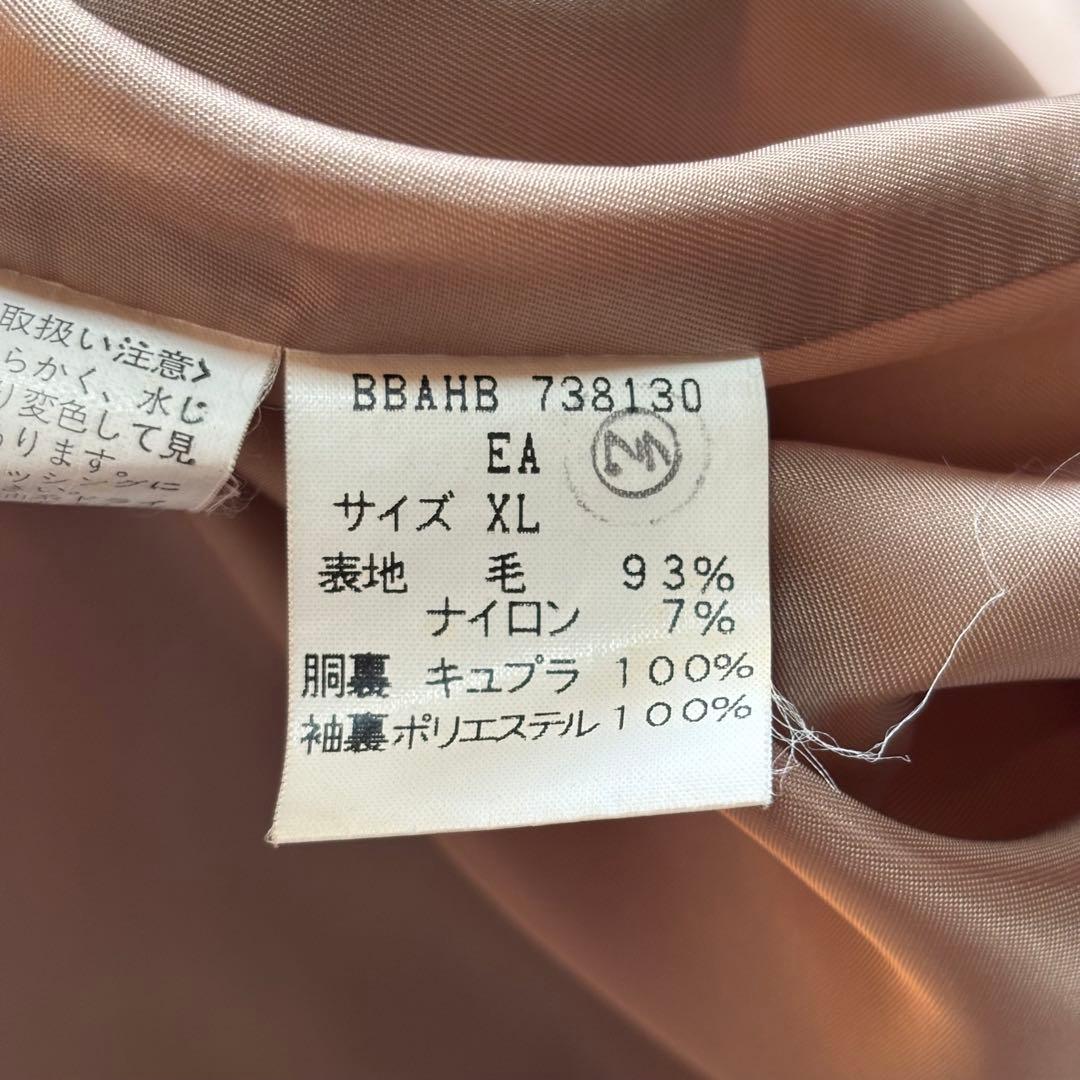 取扱い注意〉
らかく、水じ
り変色して見
ります。
BBAHB 738130
EA
サイズ XL
表地 毛 93%
ナイロン 7%
胴裏 キュプラ 100%
袖裏ポリエステル 100%